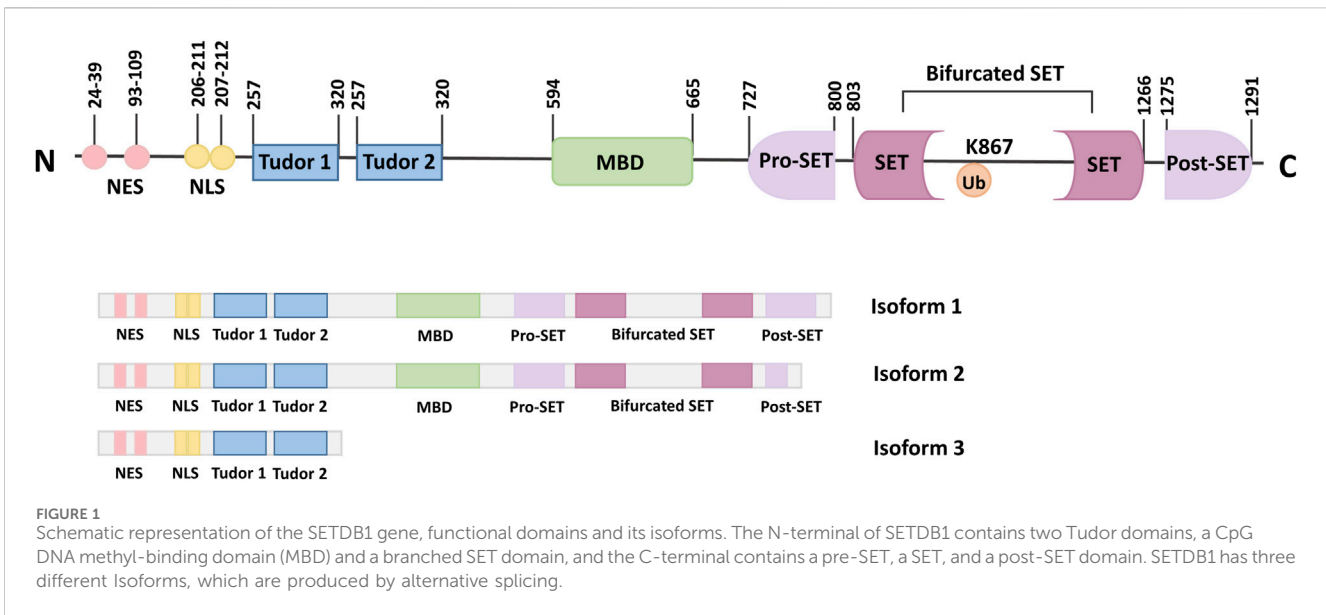 24-39
93-109
206-211
207-212
257
320
257
320
594
665
727
800
803
1266
1275
1291
Bifurcated SET
N
Tudor 1
Tudor 2
MBD
Pro-SET
SET
K867
Ub
SET
Post-SET
C
NES
NLS
Isoform 1
NES NLS Tudor 1 Tudor 2 MBD Pro-SET Bifurcated SET Post-SET
Isoform 2
NES NLS Tudor 1 Tudor 2 MBD Pro-SET Bifurcated SET Post-SET
Isoform 3
NES NLS Tudor 1 Tudor 2
FIGURE 1
Schematic representation of the SETDB1 gene, functional domains and its isoforms. The N-terminal of SETDB1 contains two Tudor domains, a CpG
DNA methyl-binding domain (MBD) and a branched SET domain, and the C-terminal contains a pre-SET, a SET, and a post-SET domain. SETDB1 has three
different Isoforms, which are produced by alternative splicing.